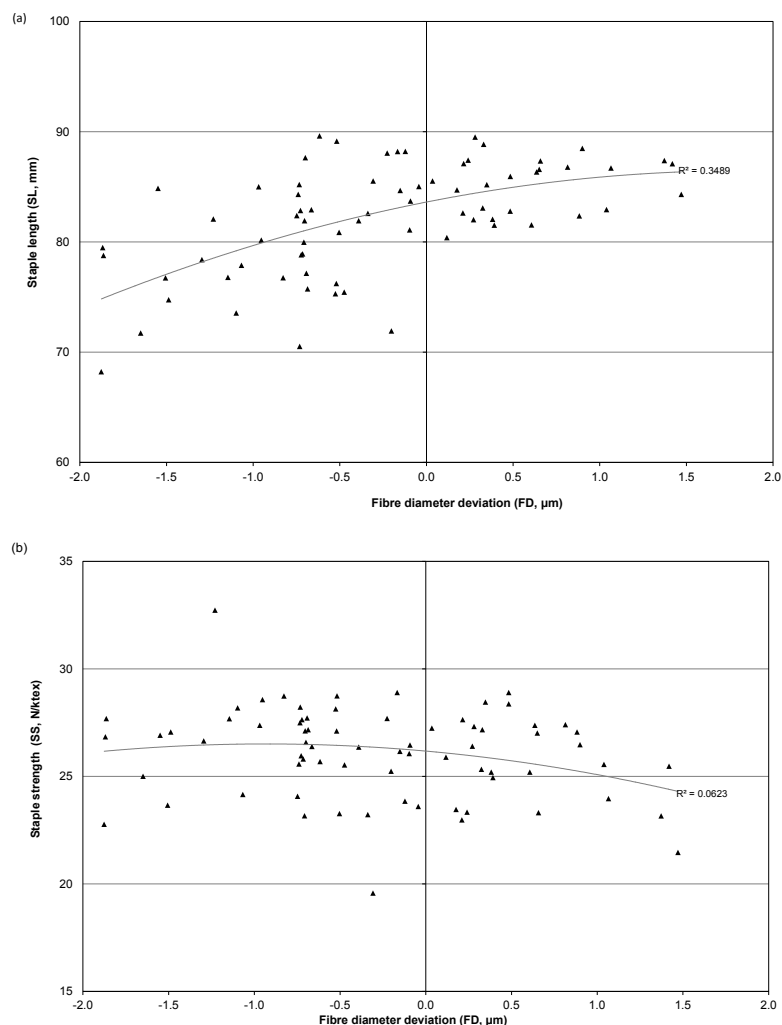 (a)
100
90
R² = 0.3489
80
70
60
-2.0 -1.5 -1.0 -0.5 0.0 0.5 1.0 1.5 2.0
Staple length (SL, mm)
Fibre diameter deviation (FD, µm)
(b)
35
30
25
R² = 0.0623
20
15
-2.0 -1.5 -1.0 -0.5 0.0 0.5 1.0 1.5 2.0
Staple strength (SS, N/ktex)
Fibre diameter deviation (FD, µm)